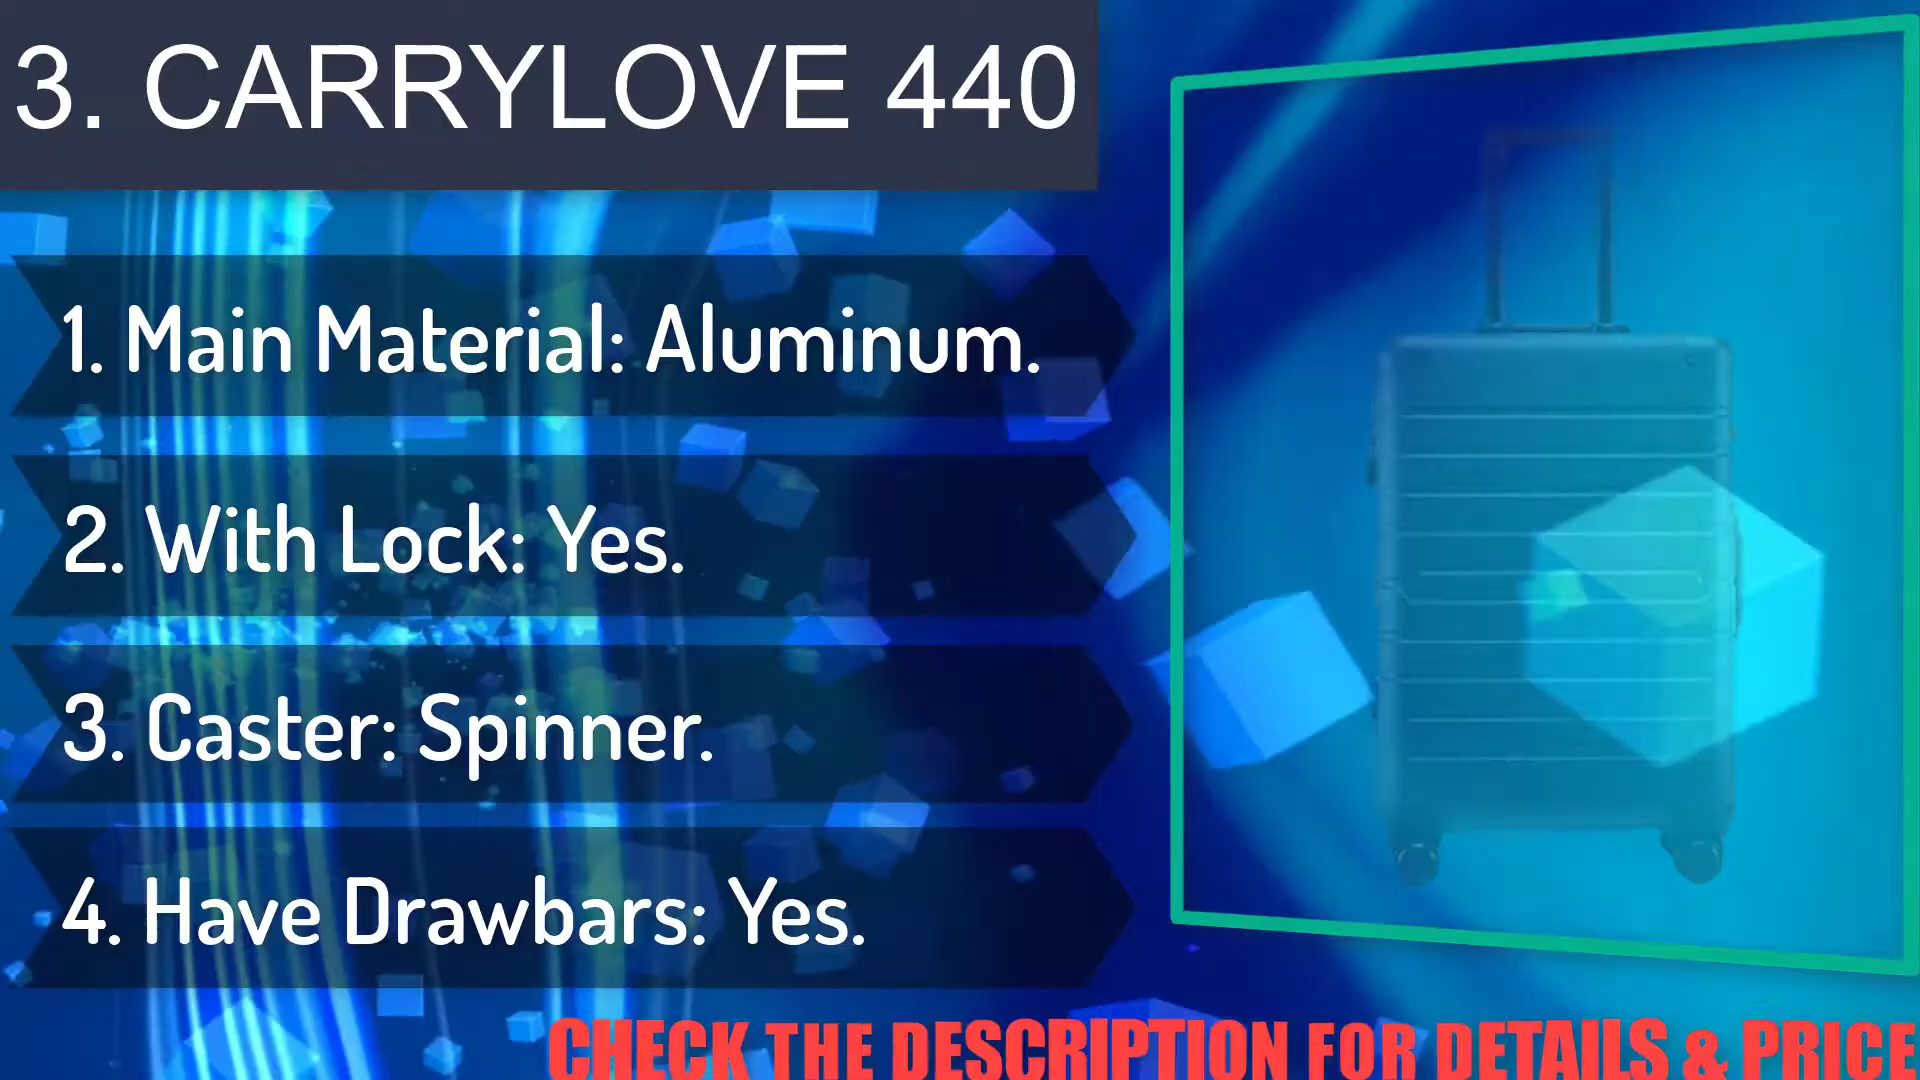 3. CARRYLOVE 440
1. Main Material: Aluminum.
2. With Lock: Yes.
3. Caster: Spinner.
4. Have Drawbars: Yes.
CHECK THE DESCRIPTION FOR DETAILS & PRICE